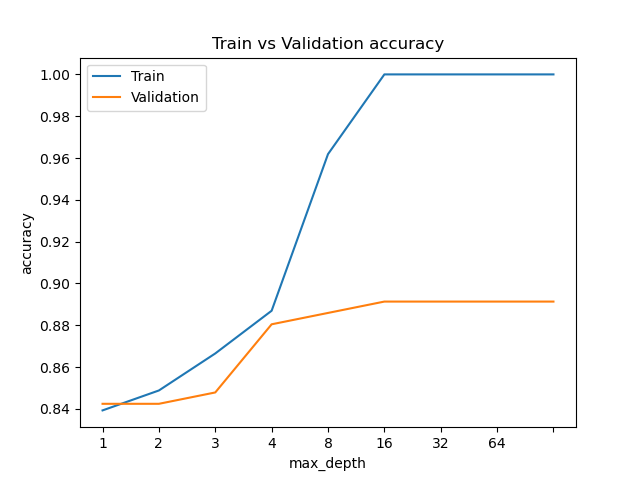 Train vs Validation accuracy
Train
Validation
1.00
0.98
0.96
0.94
0.92
0.90
0.88
0.86
0.84
accuracy
1 2 3 4 8 16 32 64
max_depth